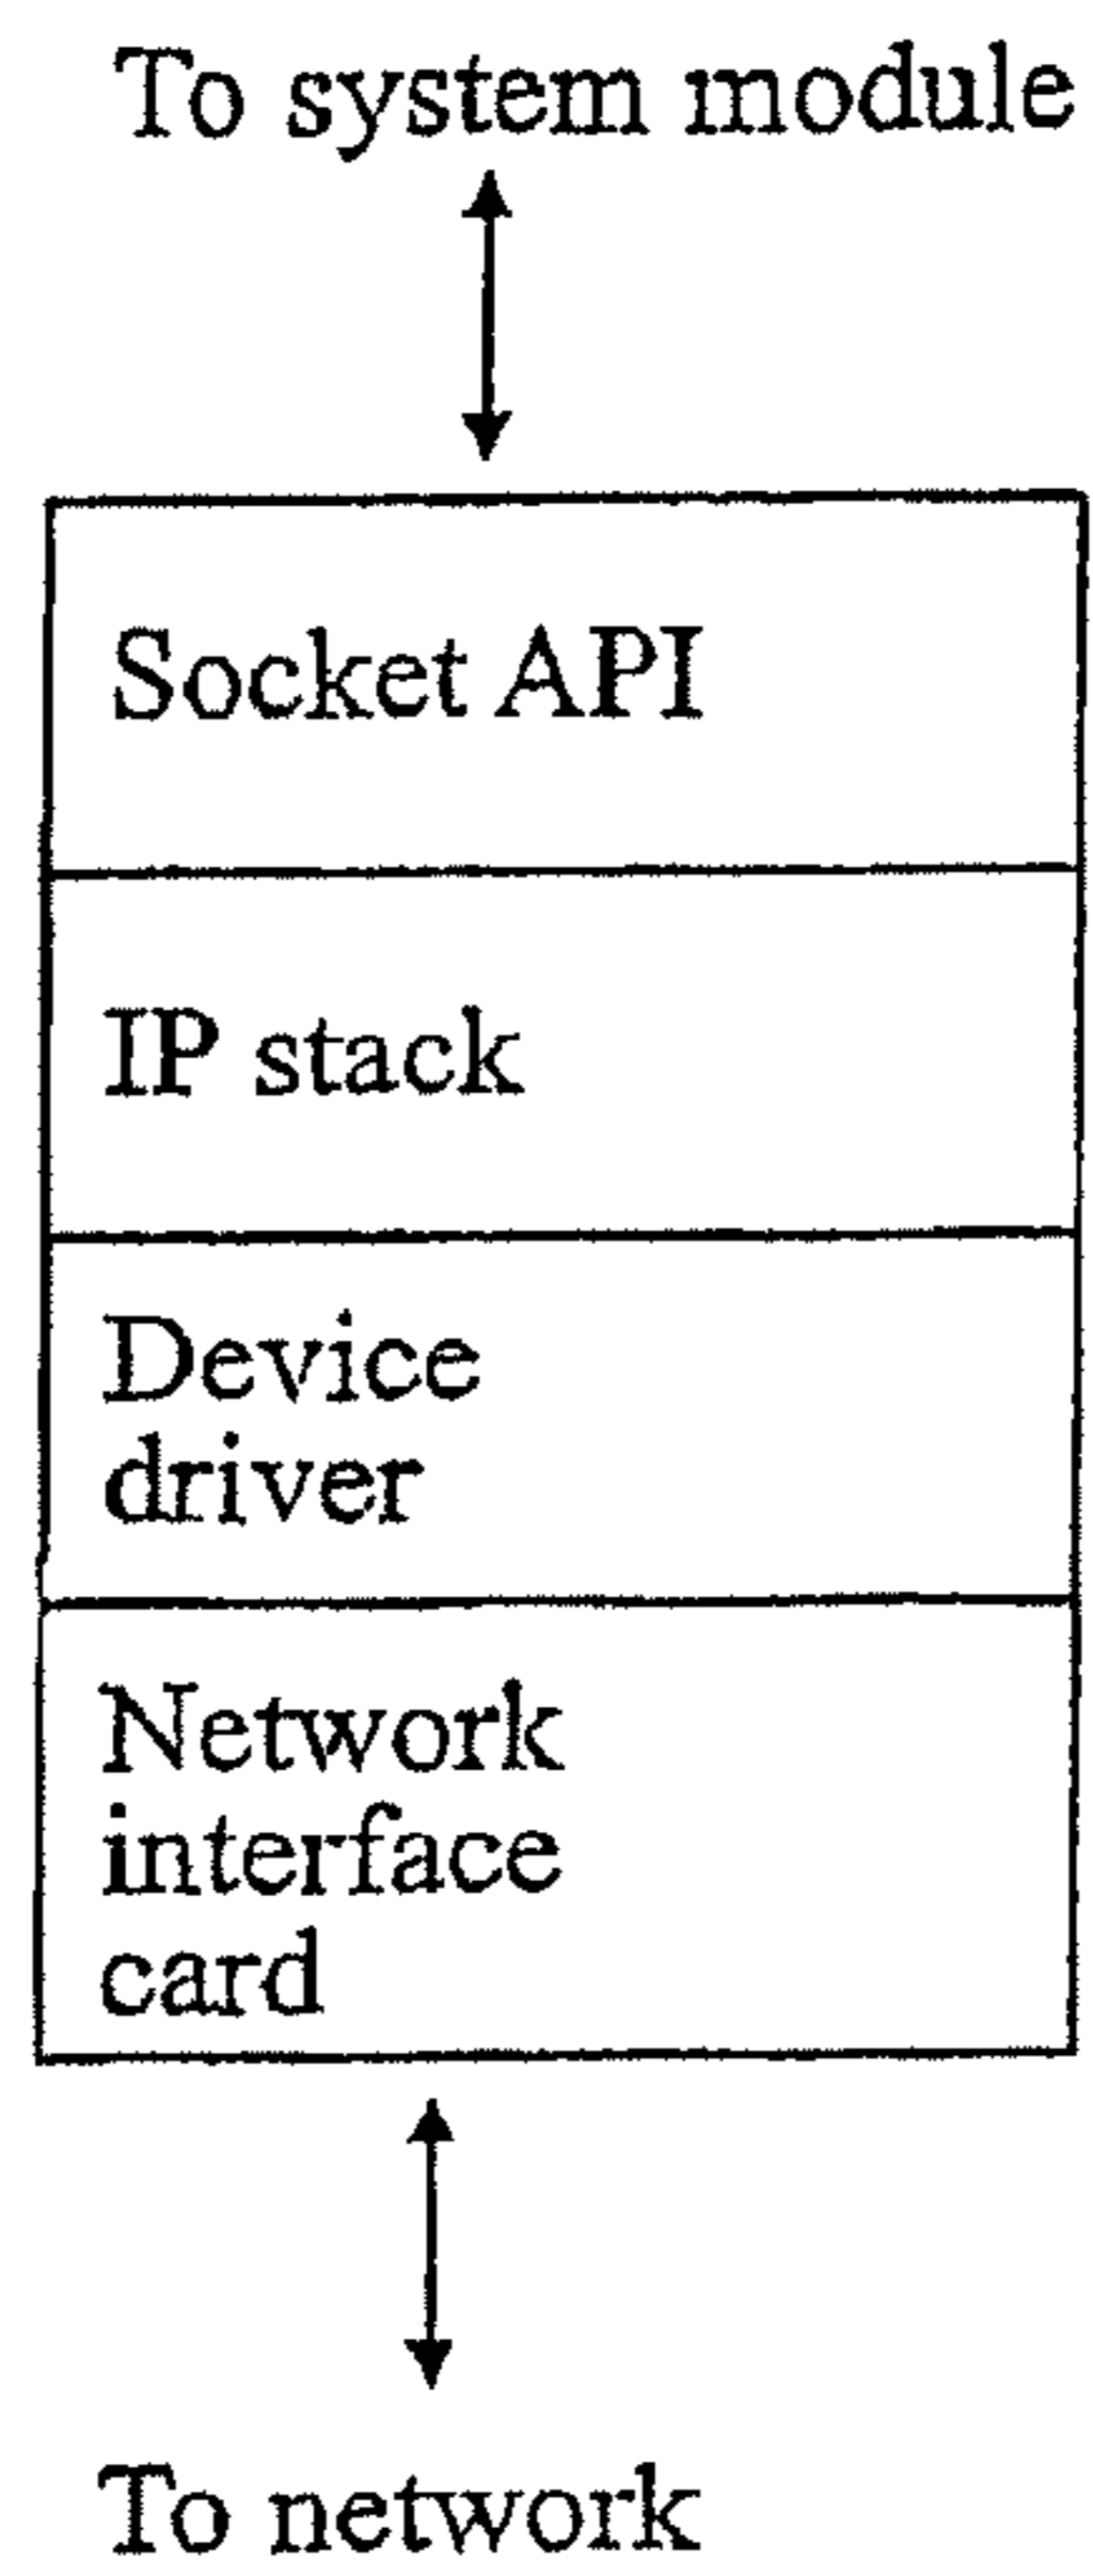 To system module
Socket API
IP stack
Device
driver
Network
interface
card
To network